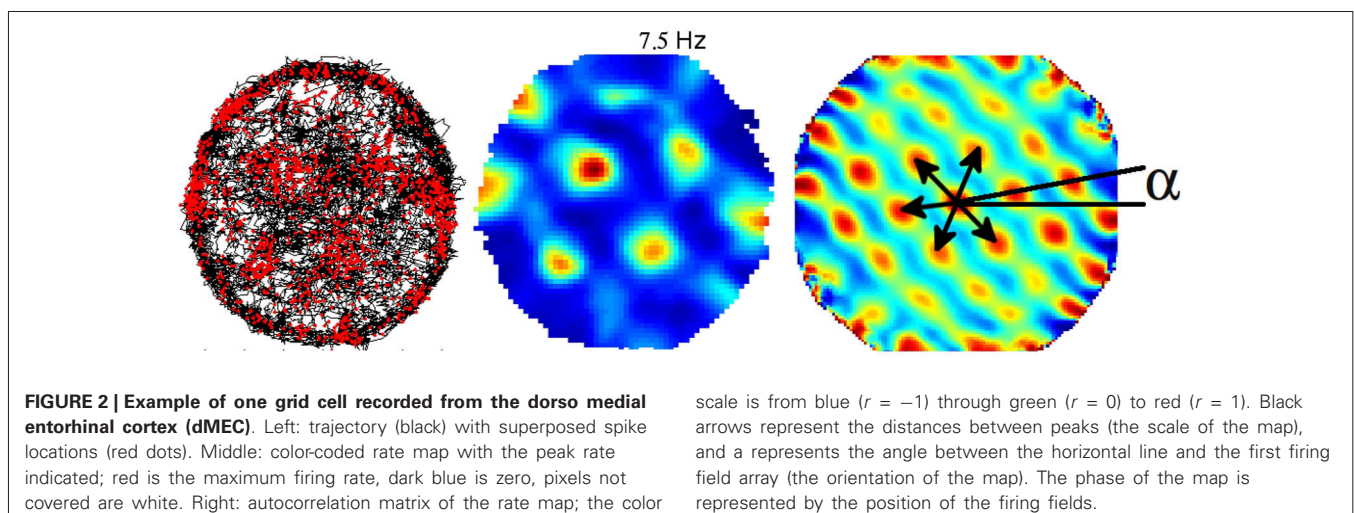 7.5 Hz
α
FIGURE 2 | Example of one grid cell recorded from the dorso medial
entorhinal cortex (dMEC). Left: trajectory (black) with superposed spike
locations (red dots). Middle: color-coded rate map with the peak rate
indicated; red is the maximum firing rate, dark blue is zero, pixels not
covered are white. Right: autocorrelation matrix of the rate map; the color
scale is from blue (r = −1) through green (r = 0) to red (r = 1). Black
arrows represent the distances between peaks (the scale of the map),
and a represents the angle between the horizontal line and the first firing
field array (the orientation of the map). The phase of the map is
represented by the position of the firing fields.